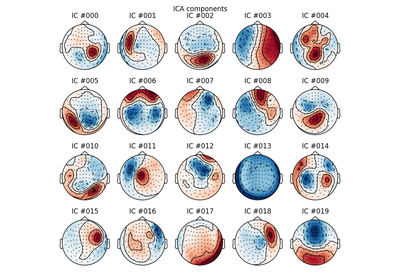 ICA components
IC #000 IC #001 IC #002 IC #003 IC #004
IC #005 IC #006 IC #007 IC #008 IC #009
IC #010 IC #011 IC #012 IC #013 IC #014
IC #015 IC #016 IC #017 IC #018 IC #019